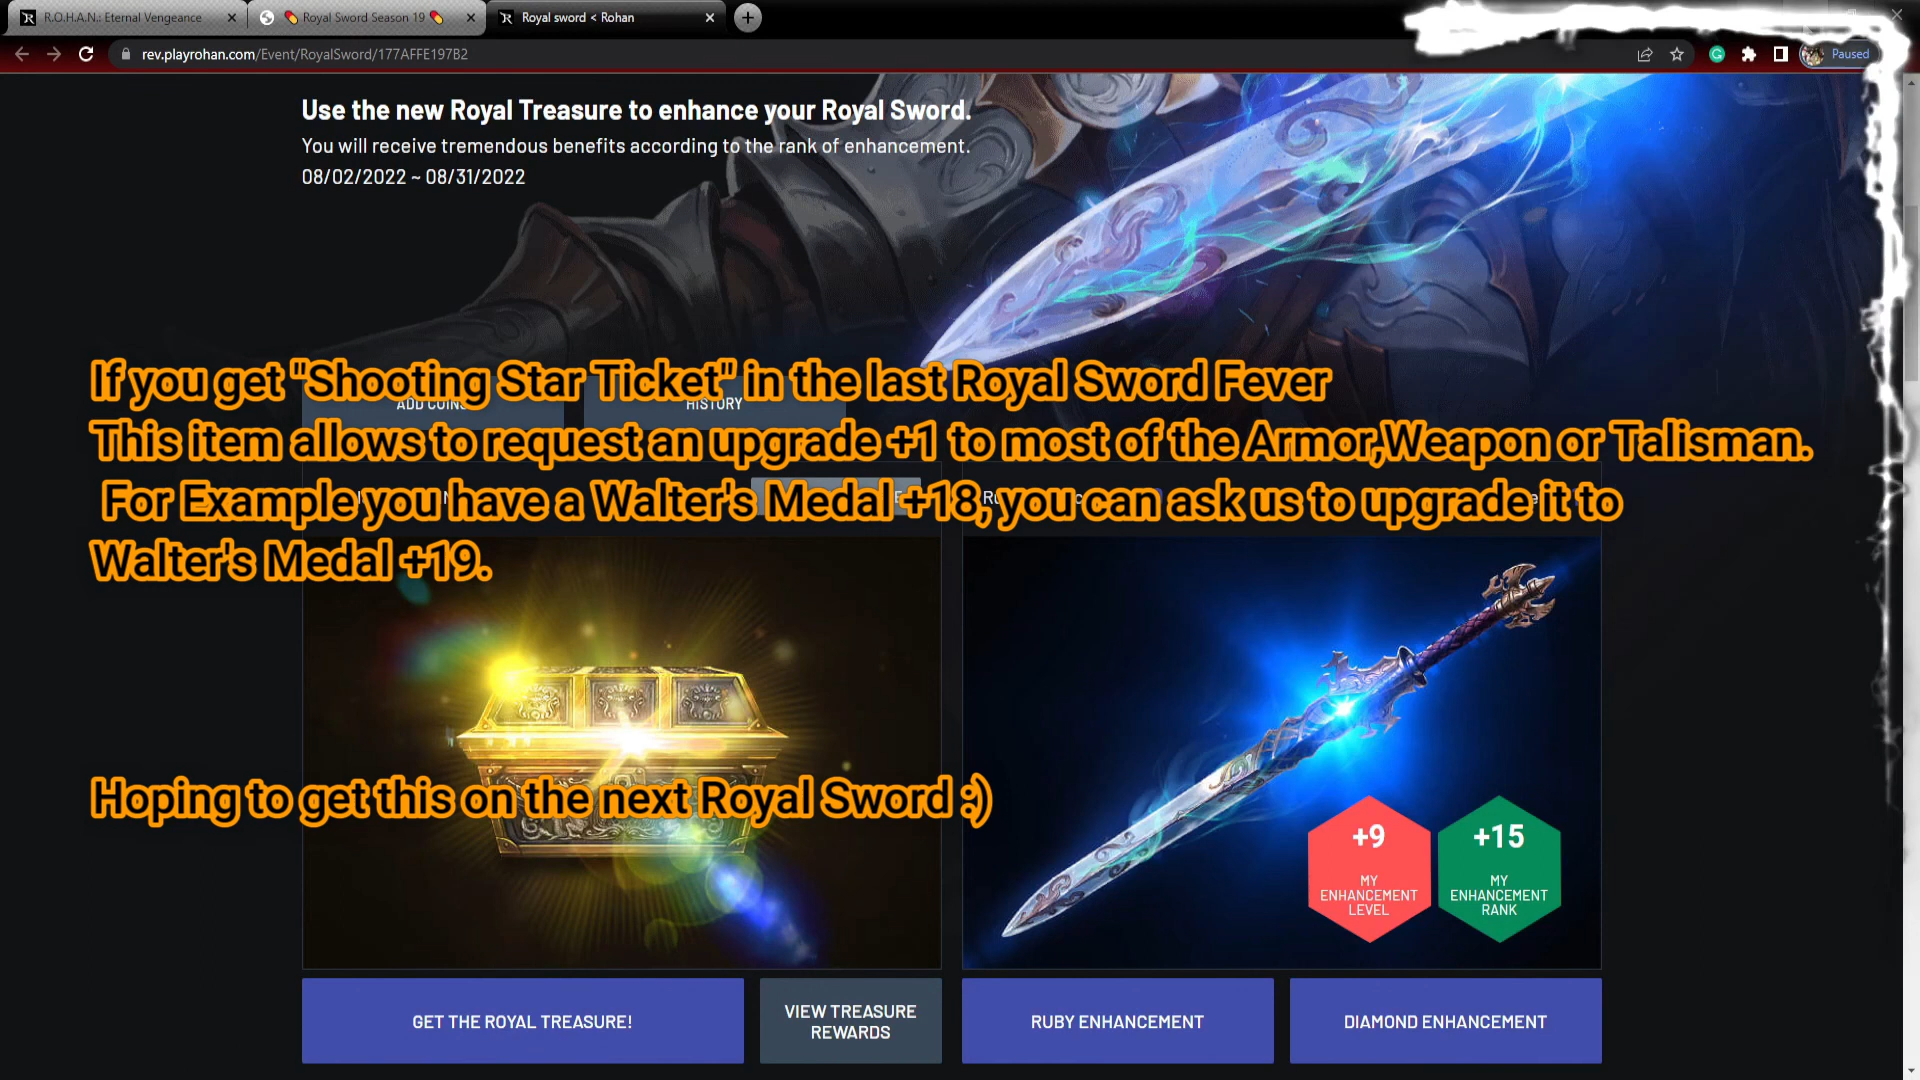 R.O.H.A.N.: Eternal Vengeance
Royal Sword Season 19
Royal sword < Rohan
rev.playrohan.com/Event/RoyalSword/177AFFE197B2
Paused
Use the new Royal Treasure to enhance your Royal Sword.
You will receive tremendous benefits according to the rank of enhancement.
08/02/2022 ~ 08/31/2022
If you get "Shooting Star Ticket" in the last Royal Sword Fever
ADD COINS
HISTORY
This item allows to request an upgrade +1 to most of the Armor,Weapon or Talisman.
For Example you have a Walter's Medal +18, you can ask us to upgrade it to
Walter's Medal +19.
Hoping to get this on the next Royal Sword :)
+9
MY
ENHANCEMENT
LEVEL
+15
MY
ENHANCEMENT
RANK
GET THE ROYAL TREASURE!
VIEW TREASURE
REWARDS
RUBY ENHANCEMENT
DIAMOND ENHANCEMENT